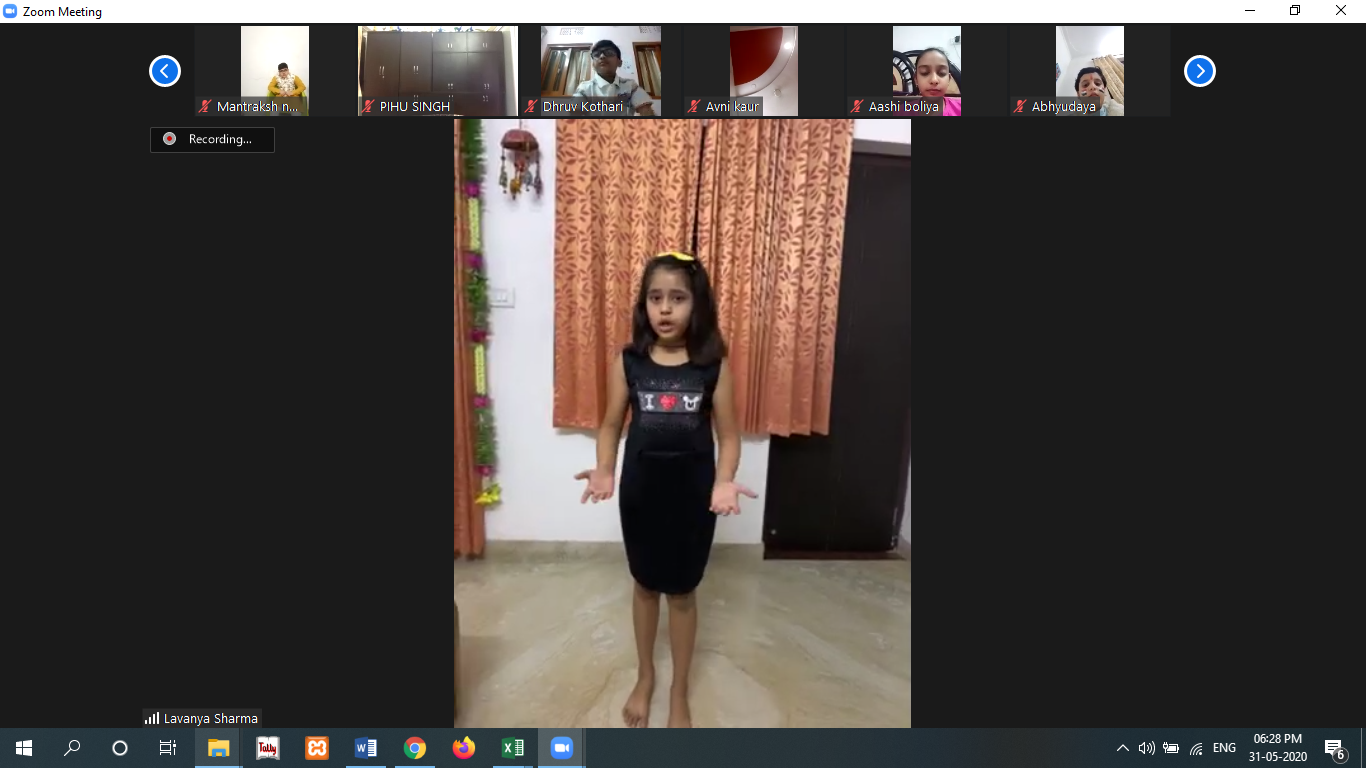 Zoom Meeting
Mantraksh n...
PIHU SINGH
Dhruv Kothari
Avni kaur
Aashi boliya
Abhyudaya
Recording...
I
Lavanya Sharma
Tally
ENG
06:28 PM
31-05-2020
6